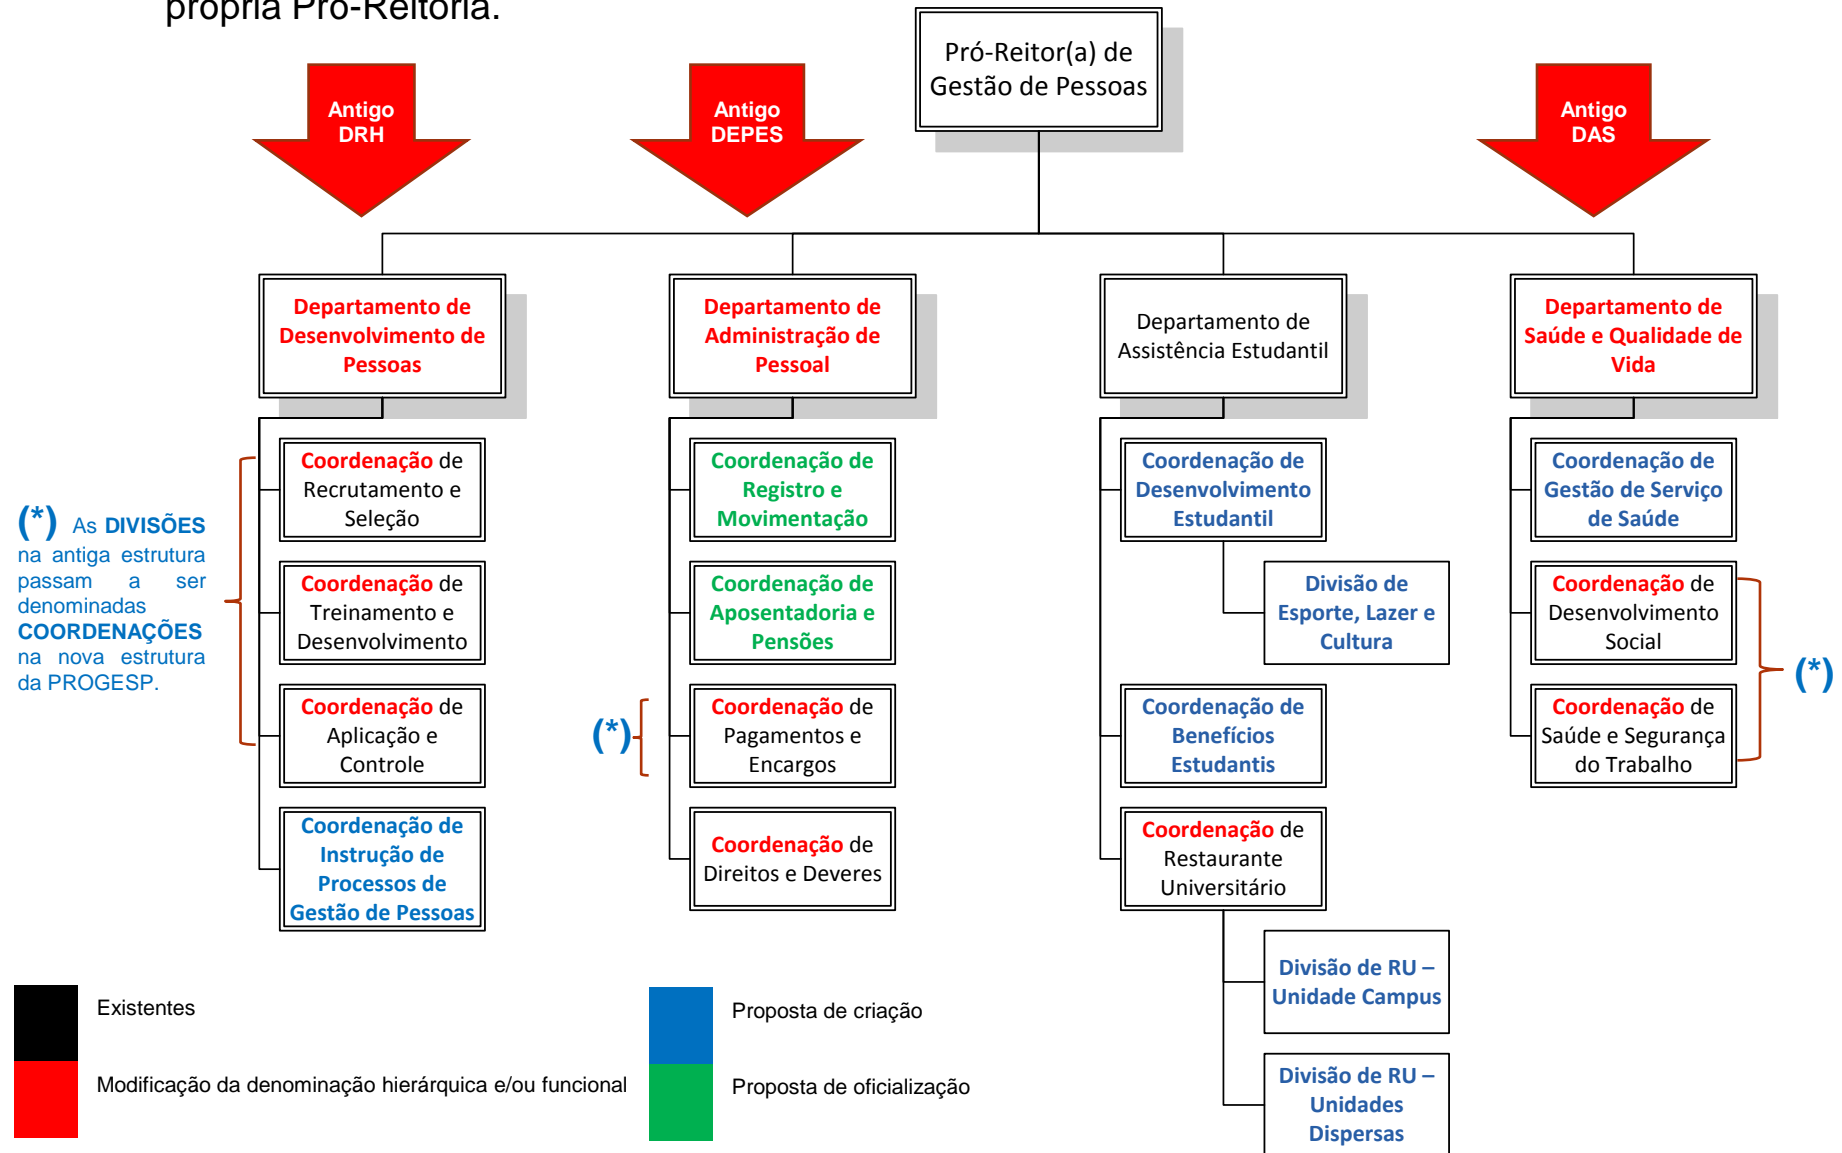 própria Pró-Reitoria.
Pró-Reitor(a) de
Gestão de Pessoas
Antigo
DRH
Antigo
DEPES
Antigo
DAS
Departamento de
Desenvolvimento de
Pessoas
Departamento de
Administração de
Pessoal
Departamento de
Assistência Estudantil
Departamento de
Saúde e Qualidade de
Vida
(*) As DIVISÕES
na antiga estrutura
passam a ser
denominadas
COORDENAÇÕES
na nova estrutura
da PROGESP.
Coordenação de
Recrutamento e
Seleção
Coordenação de
Treinamento e
Desenvolvimento
Coordenação de
Aplicação e
Controle
Coordenação de
Instrução de
Processos de
Gestão de Pessoas
Coordenação de
Registro e
Movimentação
Coordenação de
Aposentadoria e
Pensões
(*)
Coordenação de
Pagamentos e
Encargos
Coordenação de
Direitos e Deveres
Coordenação de
Desenvolvimento
Estudantil
Divisão de
Esporte, Lazer e
Cultura
Coordenação de
Benefícios
Estudantis
Coordenação de
Restaurante
Universitário
Divisão de RU –
Unidade Campus
Divisão de RU –
Unidades
Dispersas
Coordenação de
Gestão de Serviço
de Saúde
Coordenação de
Desenvolvimento
Social
Coordenação de
Saúde e Segurança
do Trabalho
(*)
Existentes
Modificação da denominação hierárquica e/ou funcional
Proposta de criação
Proposta de oficialização